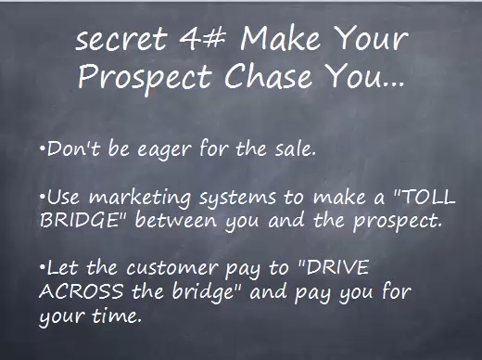 secret 4# Make Your
Prospect Chase You...
•Don't be eager for the sale.
•Use marketing systems to make a "TOLL
BRIDGE" between you and the prospect.
•Let the customer pay to "DRIVE
ACROSS the bridge" and pay you for
your time.